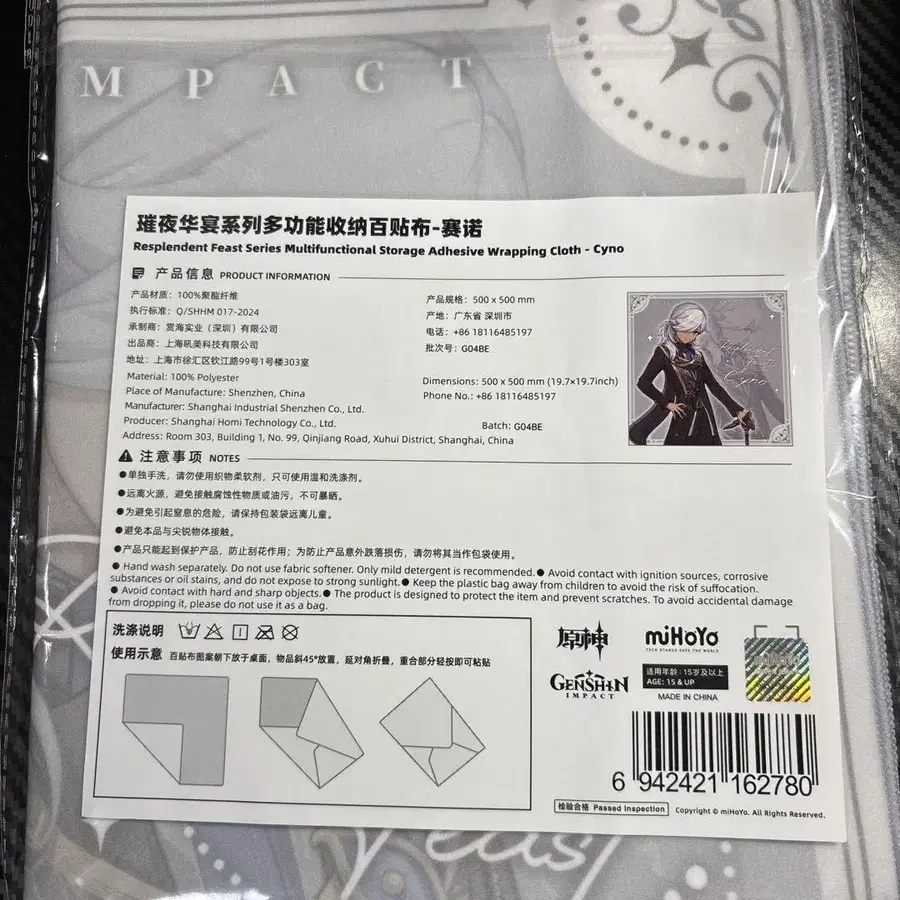 MPACT
璀夜华宴系列多功能收纳百贴布-赛诺
Resplendent Feast Series Multifunctional Storage Adhesive Wrapping Cloth - Cyno
产品信息 PRODUCT INFORMATION
产品材质：100%聚酯纤维
执行标准：Q/SHHM 017-2024
承制商：赏海实业（深圳）有限公司
出品商：上海吼美科技有限公司
地址：上海市徐汇区钦江路99号1号楼303室
产品规格：500 x 500 mm
产地：广东省 深圳市
电话：+86 18116485197
批次号：G04BE
Material: 100% Polyester
Place of Manufacture: Shenzhen, China
Manufacturer: Shanghai Industrial Shenzhen Co., Ltd.
Producer: Shanghai Homi Technology Co., Ltd.
Address: Room 303, Building 1, No. 99, Qinjiang Road, Xuhui District, Shanghai, China
Dimensions: 500 x 500 mm (19.7×19.7inch)
Phone No.: +86 18116485197
Batch: G04BE
注意事项 NOTES
●单独手洗，请勿使用织物柔软剂，只可使用温和洗涤剂。
●远离火源，避免接触腐蚀性物质或油污，不可暴晒。
●为避免引起窒息的危险，请保持包装袋远离儿童。
●避免本品与尖锐物体接触。
●产品只能起到保护产品，防止刮花作用；为防止产品意外跌落损伤，请勿将其当作包袋使用。
● Hand wash separately. Do not use fabric softener. Only mild detergent is recommended.● Avoid contact with ignition sources, corrosive
substances or oil stains, and do not expose to strong sunlight.● Keep the plastic bag away from children to avoid the risk of suffocation.
● Avoid contact with hard and sharp objects.● The product is designed to protect the item and prevent scratches. To avoid accidental damage
from dropping it, please do not use it as a bag.
洗涤说明
使用示意 百贴布图案朝下放于桌面，物品斜45°放置，延对角折叠，重合部分轻按即可粘贴
原神
GENSHIN
IMPACT
miHoYo
TECH OTAKUS SAVE THE WORLD
适用年龄：15岁及以上
AGE: 15 & UP
MADE IN CHINA
6 942421 162780
检验合格 Passed Inspection
Copyright © miHoYo. All Rights Reserved.
Feast